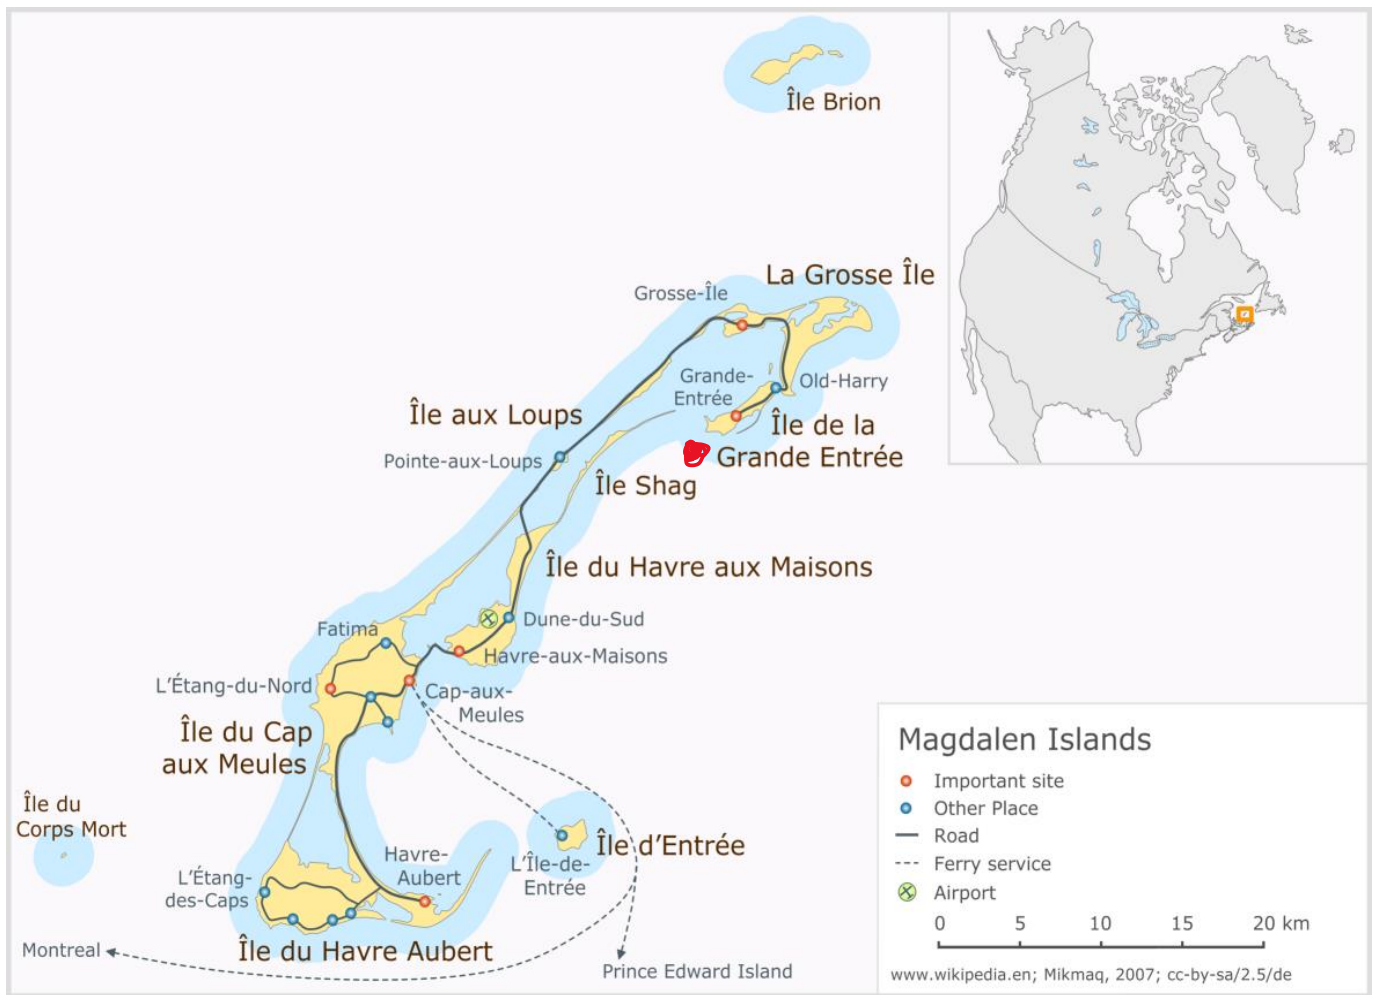 Île Brion
La Grosse Île
Grosse-Île
Grande-
Entrée
Old-Harry
Île aux Loups
Île de la
Grande Entrée
Pointe-aux-Loups
Île Shag
Île du Havre aux Maisons
Dune-du-Sud
Fatima
Havre-aux-Maisons
L'Étang-du-Nord
Cap-aux-
Meules
Île du Cap
aux Meules
Île du
Corps Mort
Île d'Entrée
L'Île-de-
Entrée
Havre-
Aubert
L'Étang-
des-Caps
Île du Havre Aubert
Montreal
Prince Edward Island
Magdalen Islands
Important site
Other Place
Road
Ferry service
Airport
0 5 10 15 20 km
www.wikipedia.en; Mikmaq, 2007; cc-by-sa/2.5/de